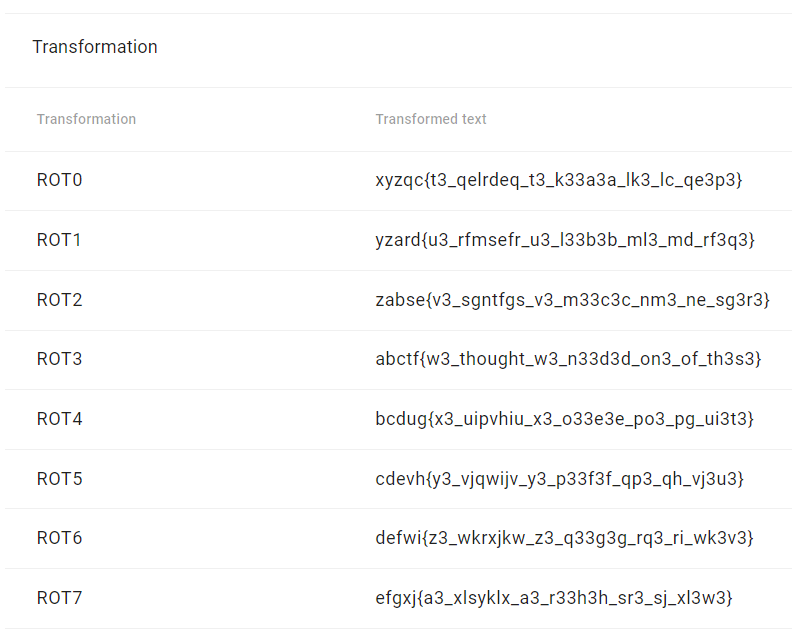 Transformation
Transformation Transformed text
ROT0 xyzqc{t3_qelrdeq_t3_k33a3a_lk3_lc_qe3p3}
ROT1 yzard{u3_rfmsefr_u3_l33b3b_ml3_md_rf3q3}
ROT2 zabse{v3_sgntfgs_v3_m33c3c_nm3_ne_sg3r3}
ROT3 abctf{w3_thought_w3_n33d3d_on3_of_th3s3}
ROT4 bcdug{x3_uipvhiu_x3_o33e3e_po3_pg_ui3t3}
ROT5 cdevh{y3_vjqwijv_y3_p33f3f_qp3_qh_vj3u3}
ROT6 defwi{z3_wkrxjkw_z3_q33g3g_rq3_ri_wk3v3}
ROT7 efgxj{a3_xlsyklx_a3_r33h3h_sr3_sj_xl3w3}